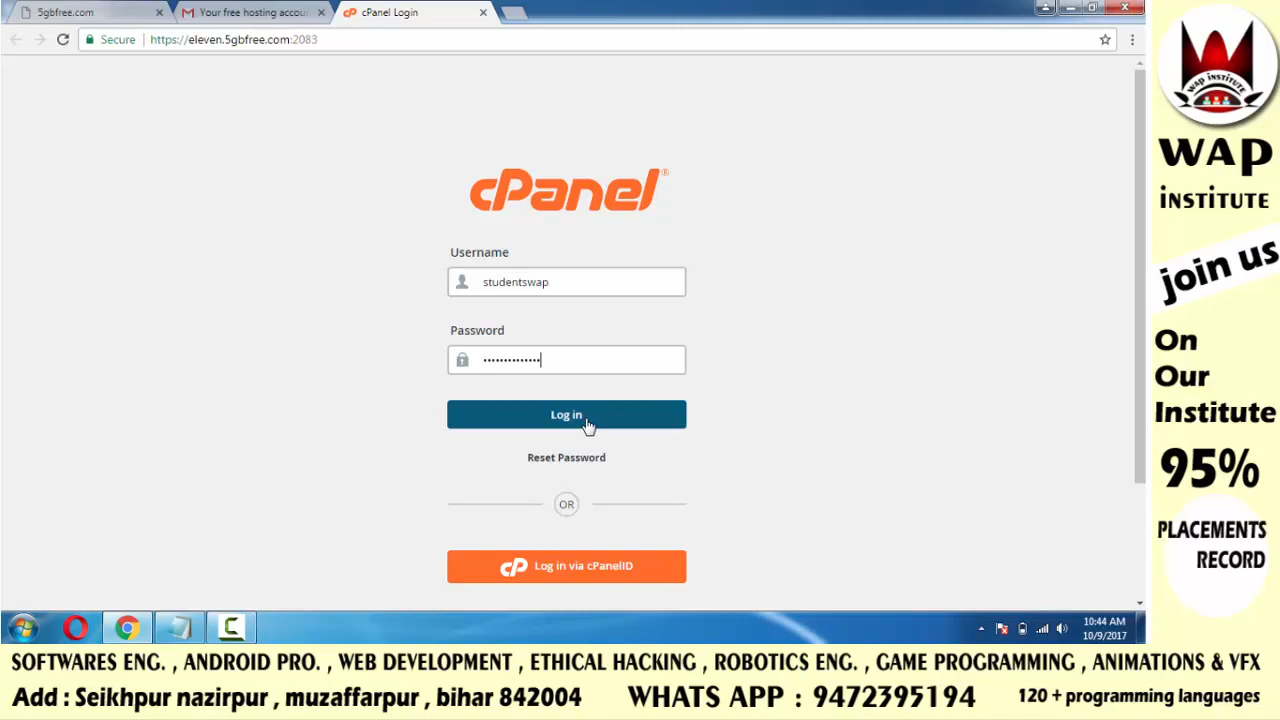 5gbfree.com
Your free hosting accou
cPanel Login
Secure
https://eleven.5gbfree.com:2083
cPanel®
Username
studentswap
Password
••••••••••••••
Log in
Reset Password
OR
cP Log in via cPanelID
10:44 AM
10/9/2017
WAP INSTITUTE
WAP
INSTITUTE
join us
On
Our
Institute
95%
PLACEMENTS
RECORD
SOFTWARES ENG. , ANDROID PRO. , WEB DEVELOPMENT , ETHICAL HACKING , ROBOTICS ENG. , GAME PROGRAMMING , ANIMATIONS & VFX
Add : Seikhpur nazirpur , muzaffarpur , bihar 842004 WHATS APP : 9472395194 120 + programming languages